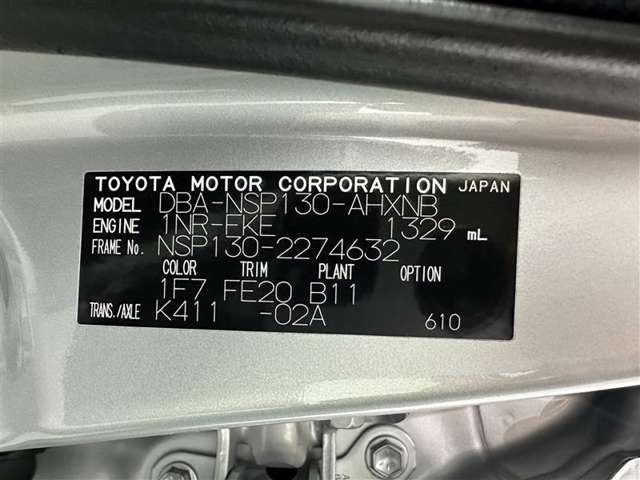 TOYOTA MOTOR CORPORATION JAPAN
MODEL DBA-NSP130-AHXNB
ENGINE 1NR-FKE 1329 mL
FRAME No. NSP130-2274632
COLOR TRIM PLANT OPTION
1F7 FE20 B11
TRANS./AXLE K411 -02A 610